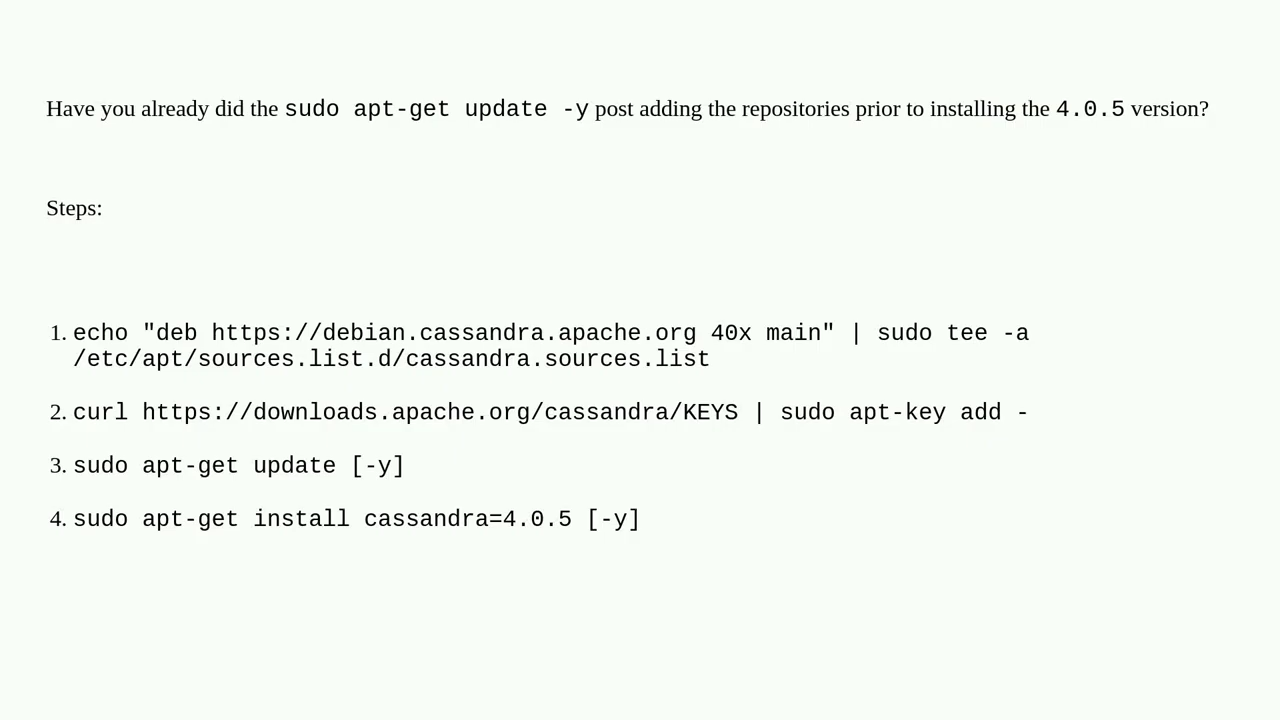 Have you already did the sudo apt-get update -y post adding the repositories prior to installing the 4.0.5 version?
Steps:
1. echo "deb https://debian.cassandra.apache.org 40x main" | sudo tee -a
/etc/apt/sources.list.d/cassandra.sources.list
2. curl https://downloads.apache.org/cassandra/KEYS | sudo apt-key add -
3. sudo apt-get update [-y]
4. sudo apt-get install cassandra=4.0.5 [-y]